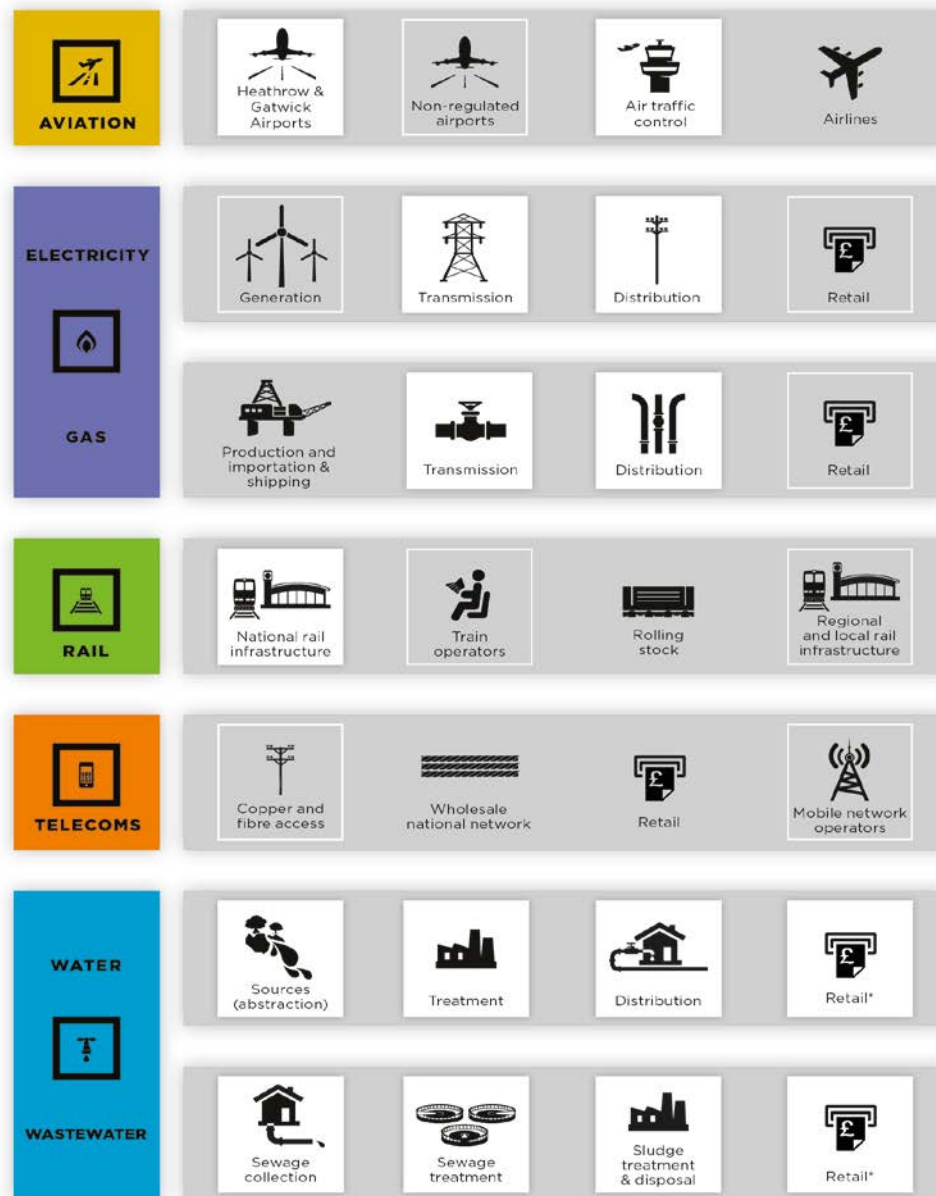 AVIATION
Heathrow &
Gatwick
Airports
Non-regulated
airports
Air traffic
control
Airlines
ELECTRICITY
Generation
Transmission
Distribution
£
Retail
GAS
Production and
importation &
shipping
Transmission
Distribution
£
Retail
RAIL
National rail
infrastructure
Train
operators
Rolling
stock
Regional
and local rail
infrastructure
TELECOMS
Copper and
fibre access
Wholesale
national network
£
Retail
Mobile network
operators
WATER
Sources
(abstraction)
Treatment
Distribution
£
Retail*
WASTEWATER
Sewage
collection
Sewage
treatment
Sludge
treatment
& disposal
£
Retail*